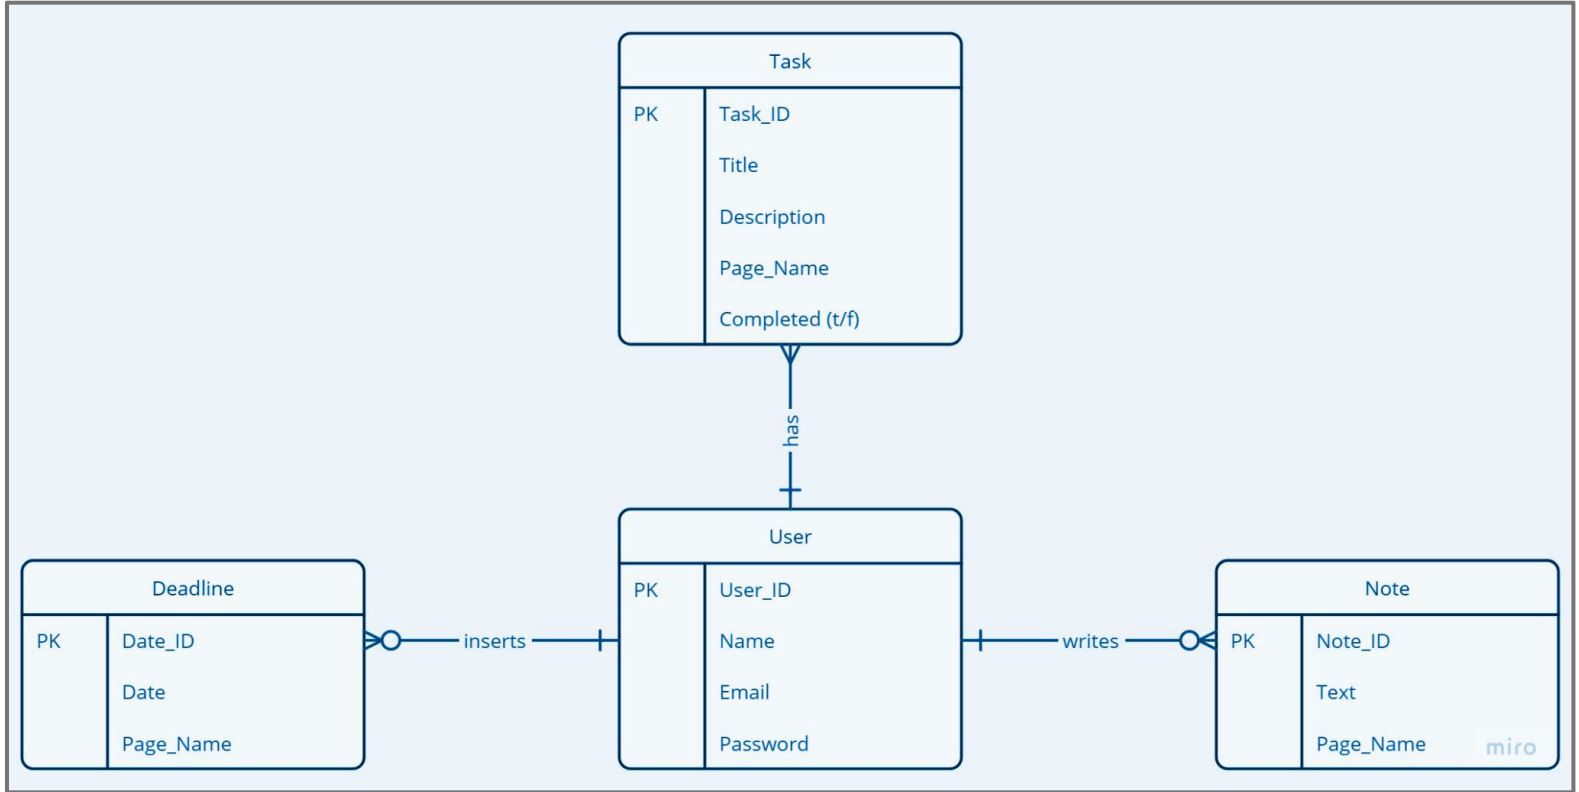 Task
PK Task_ID
Title
Description
Page_Name
Completed (t/f)
has
User
PK User_ID
Name
Email
Password
Deadline
PK Date_ID
Date
Page_Name
inserts
writes
Note
PK Note_ID
Text
Page_Name
miro